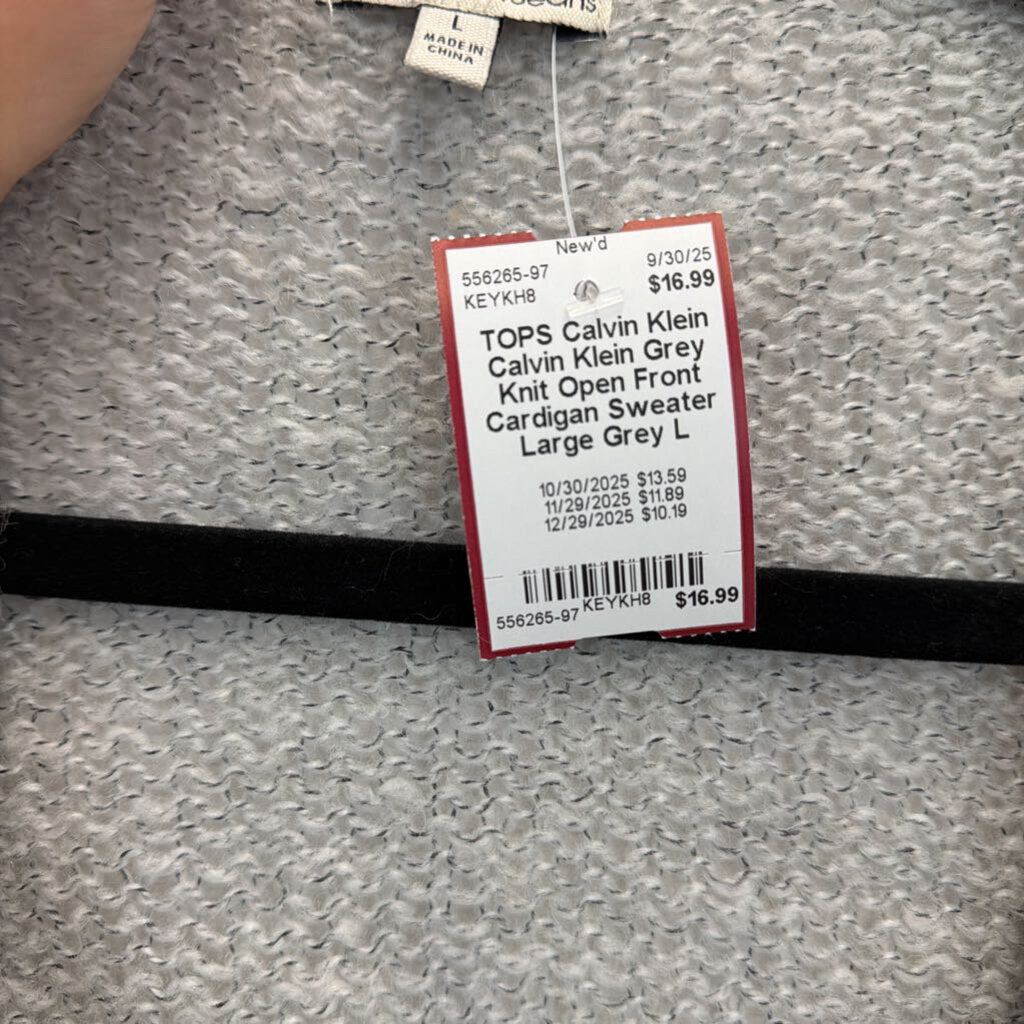 L
MADE IN
CHINA
New'd
556265-97 9/30/25
KEYKH8 $16.99
TOPS Calvin Klein
Calvin Klein Grey
Knit Open Front
Cardigan Sweater
Large Grey L
10/30/2025 $13.59
11/29/2025 $11.89
12/29/2025 $10.19
556265-97 KEYKH8 $16.99